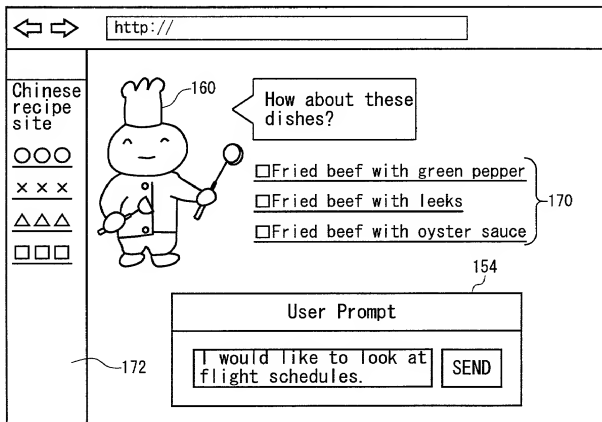 http://
Chinese
recipe
site
○○○
×××
△△△
□□□
160
How about these
dishes?
□Fried beef with green pepper
□Fried beef with leeks
□Fried beef with oyster sauce
170
154
User Prompt
I would like to look at
flight schedules.
SEND
172